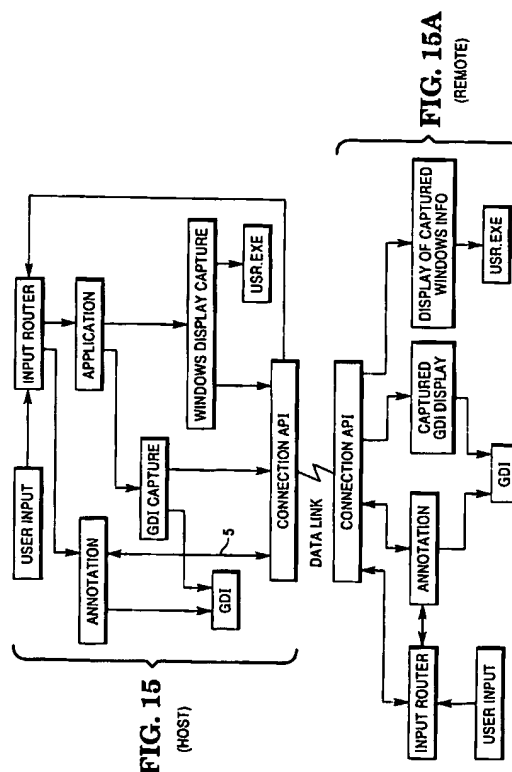 USER INPUT
INPUT ROUTER
APPLICATION
ANNOTATION
GDI CAPTURE
WINDOWS DISPLAY CAPTURE
USR.EXE
5
GDI
CONNECTION API
FIG. 15
(HOST)
DATA LINK
CONNECTION API
FIG. 15A
(REMOTE)
INPUT ROUTER
USER INPUT
ANNOTATION
CAPTURED
GDI DISPLAY
DISPLAY OF CAPTURED
WINDOWS INFO
GDI
USR.EXE